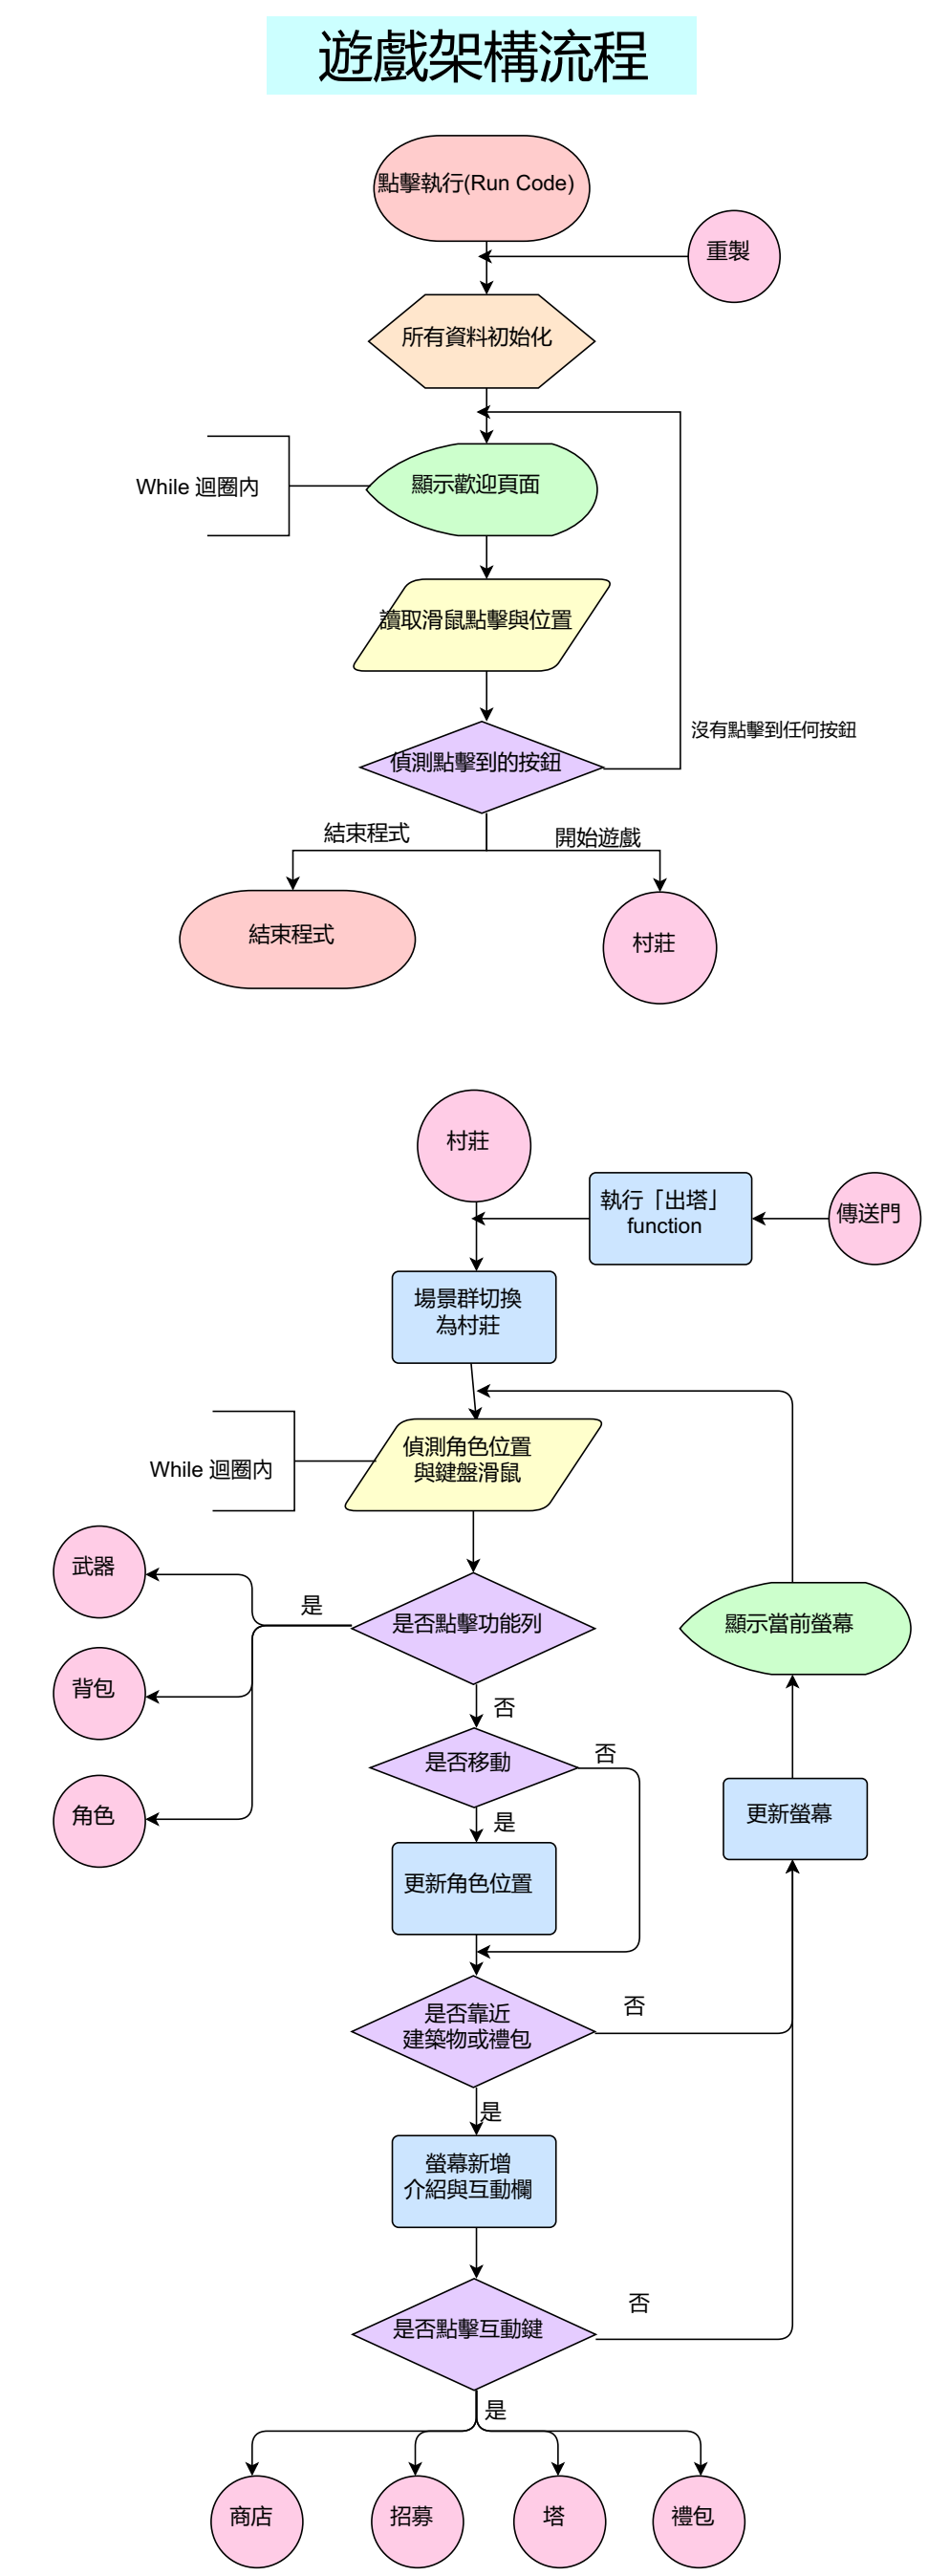 遊戲架構流程
點擊執行(Run Code)
重製
所有資料初始化
While 迴圈內
顯示歡迎頁面
讀取滑鼠點擊與位置
沒有點擊到任何按鈕
偵測點擊到的按鈕
結束程式
開始遊戲
結束程式
村莊
村莊
執行「出塔」
function
傳送門
場景群切換
為村莊
偵測角色位置
與鍵盤滑鼠
While 迴圈內
武器
是
是否點擊功能列
顯示當前螢幕
背包
否
是否移動
否
角色
是
更新螢幕
更新角色位置
是否靠近
建築物或禮包
否
是
螢幕新增
介紹與互動欄
否
是否點擊互動鍵
是
商店
招募
塔
禮包